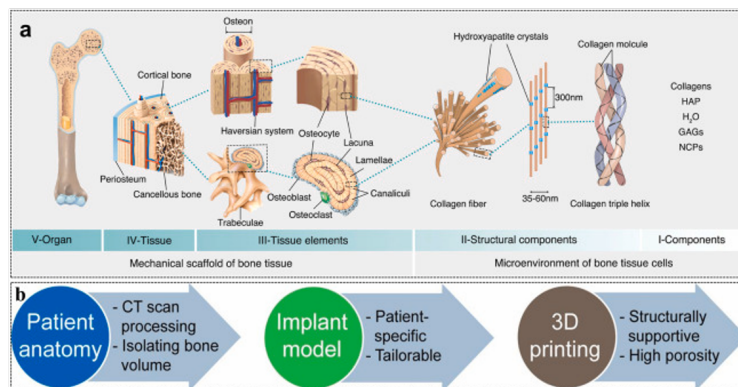 a
Osteon
Cortical bone
Haversian system
Periosteum
Cancellous bone
Osteocyte
Lacuna
Lamellae
Osteoblast
Canaliculi
Osteoclast
Trabeculae
Hydroxyapatite crystals
Collagen molcule
300nm
Collagens
HAP
H₂O
GAGs
NCPs
35-60nm
Collagen fiber
Collagen triple helix
V-Organ
IV-Tissue
III-Tissue elements
II-Structural components
I-Components
Mechanical scaffold of bone tissue
Microenvironment of bone tissue cells
b
Patient
anatomy
- CT scan
processing
- Isolating bone
volume
Implant
model
- Patient-
specific
- Tailorable
3D
printing
- Structurally
supportive
- High porosity